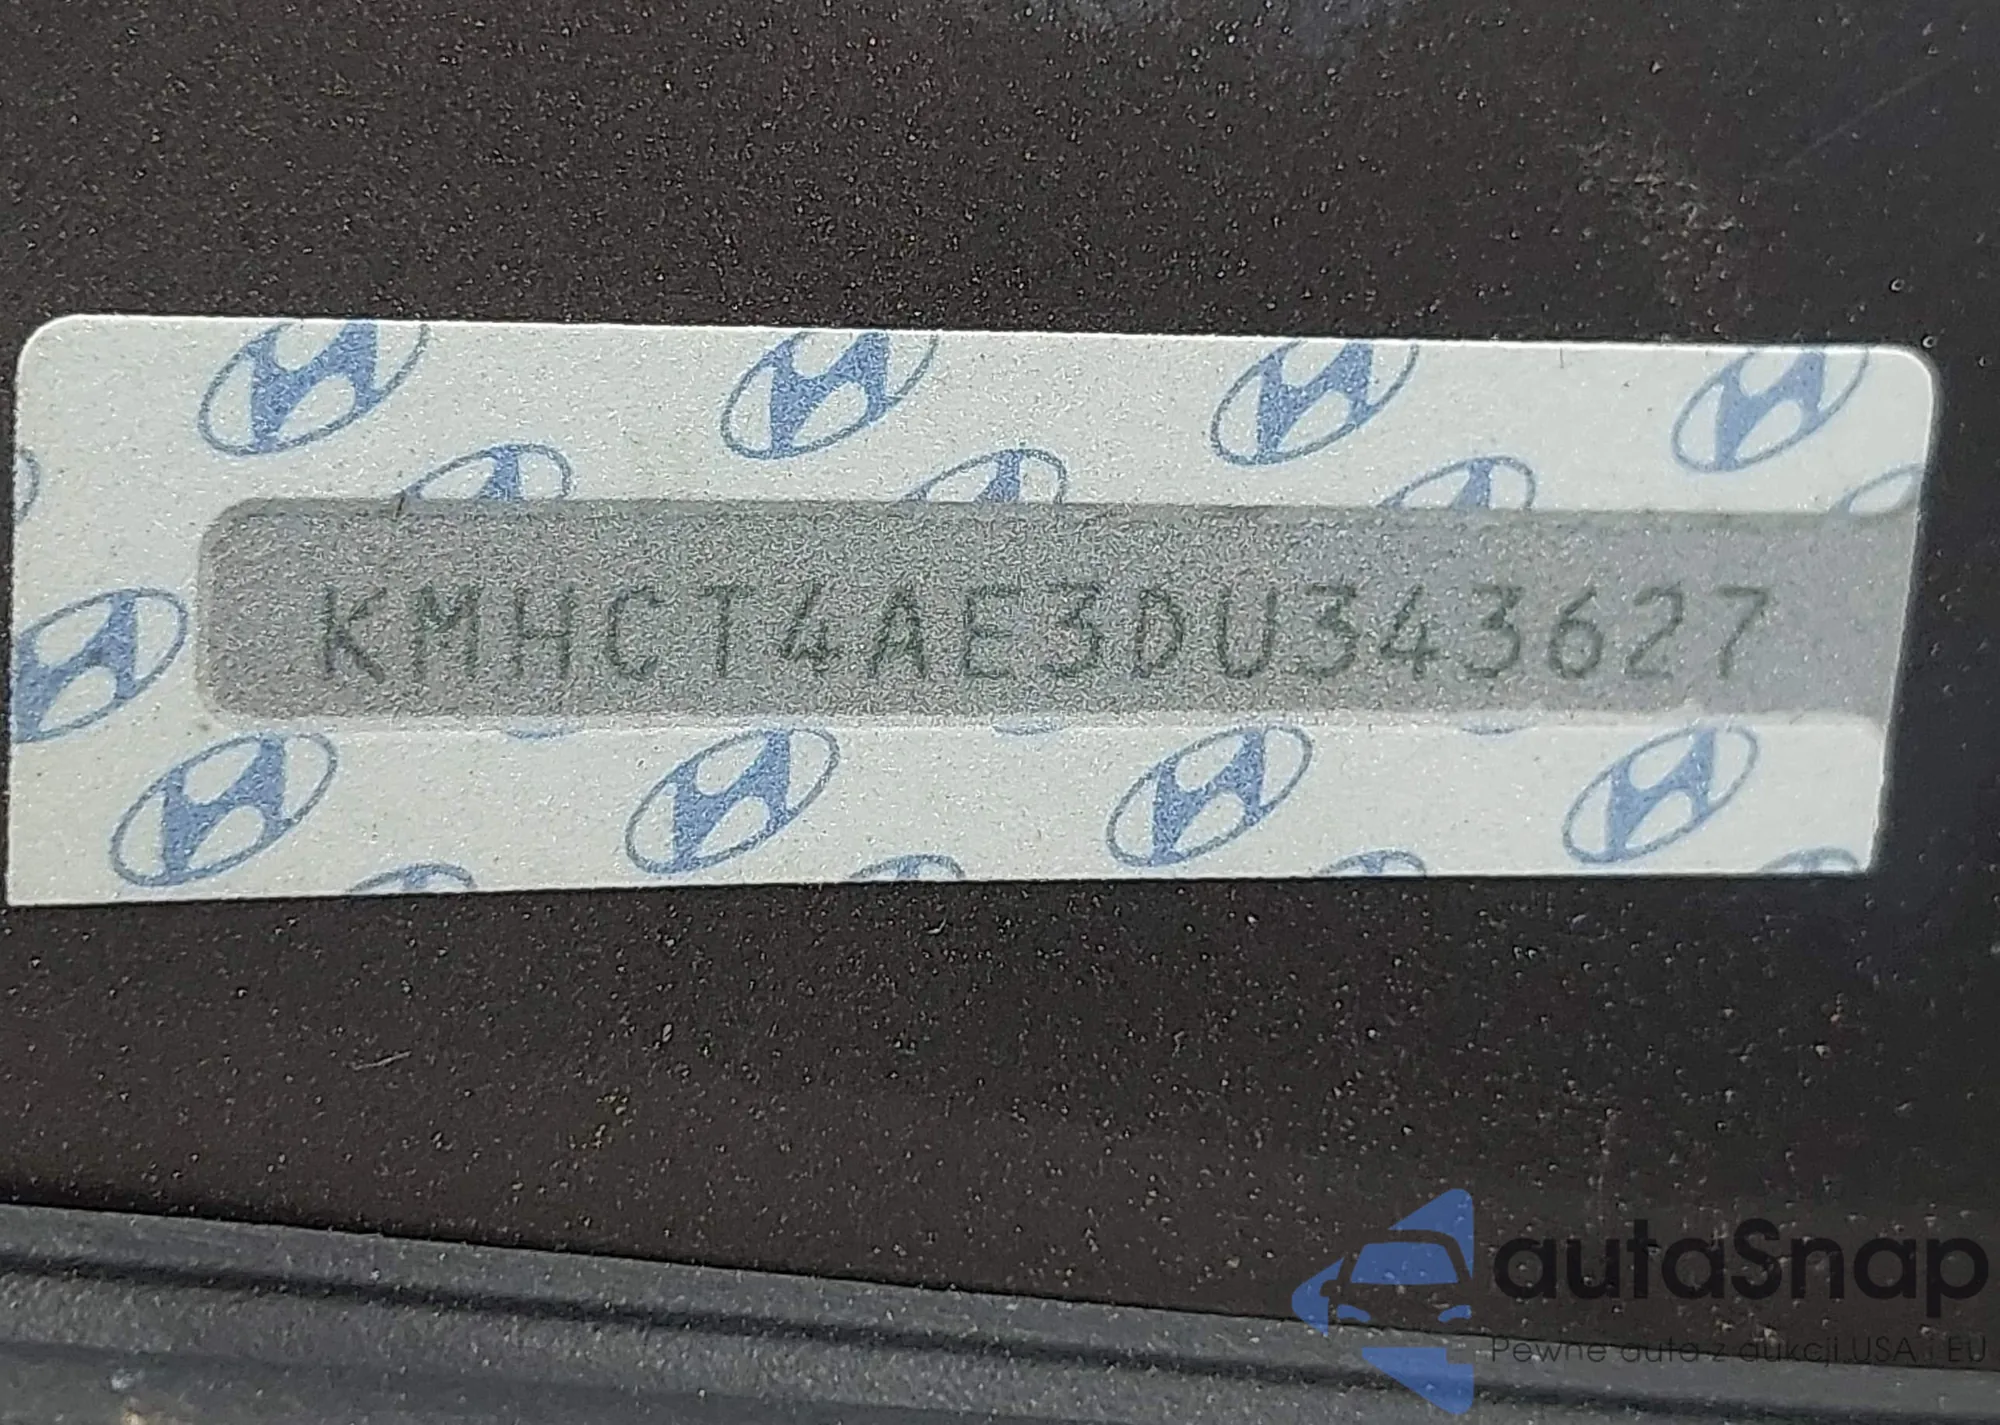 KMHCT4AE3DU343627
autaSnap
Pewne auta z aukcji USA i EU